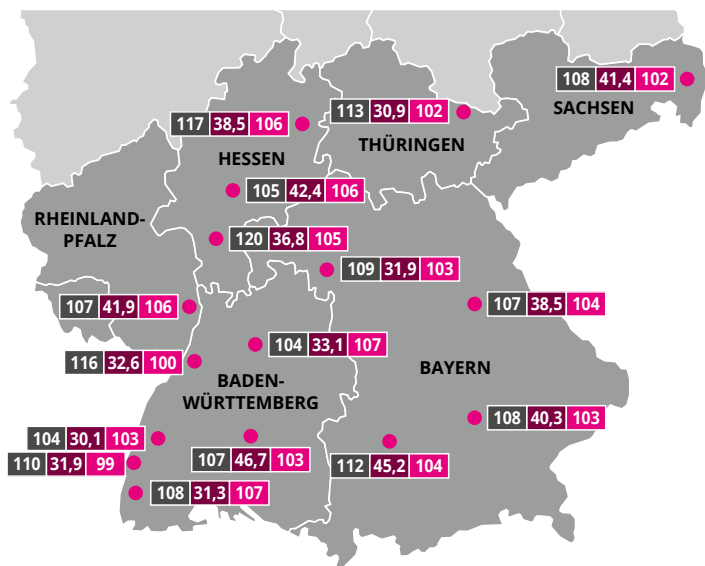 108 41,4 102
SACHSEN
113 30,9 102
THÜRINGEN
117 38,5 106
HESSEN
105 42,4 106
RHEINLAND-
PFALZ
120 36,8 105
109 31,9 103
107 41,9 106
107 38,5 104
104 33,1 107
116 32,6 100
BAYERN
BADEN-
WÜRTTEMBERG
108 40,3 103
104 30,1 103
110 31,9 99
107 46,7 103
112 45,2 104
108 31,3 107